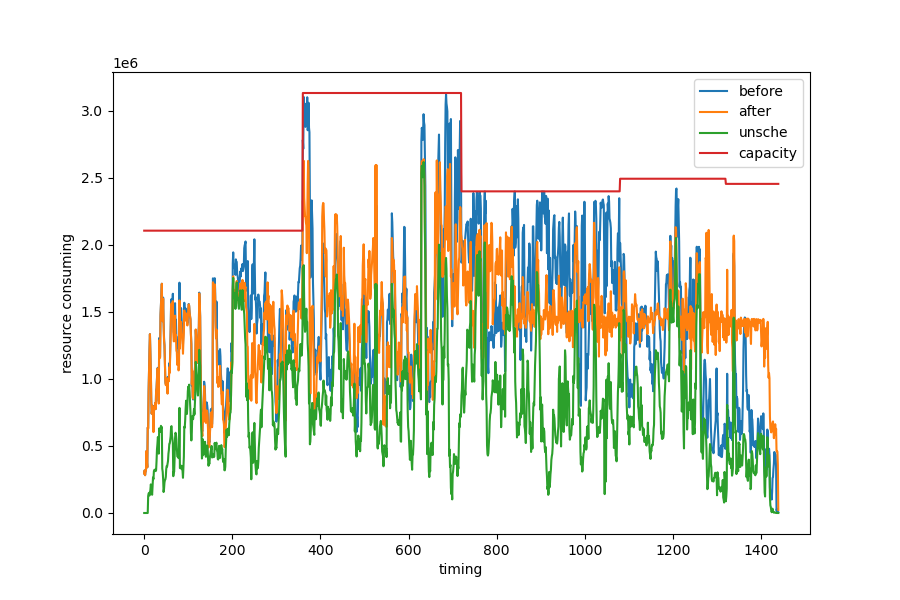 1e6
3.0
2.5
2.0
1.5
1.0
0.5
0.0
resource consuming
0 200 400 600 800 1000 1200 1400
timing
before
after
unsche
capacity